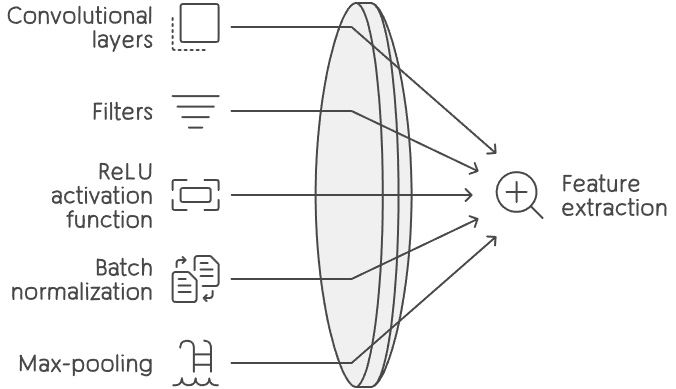 Convolutional
layers
Filters
ReLU
activation
function
Batch
normalization
Max-pooling
Feature
extraction